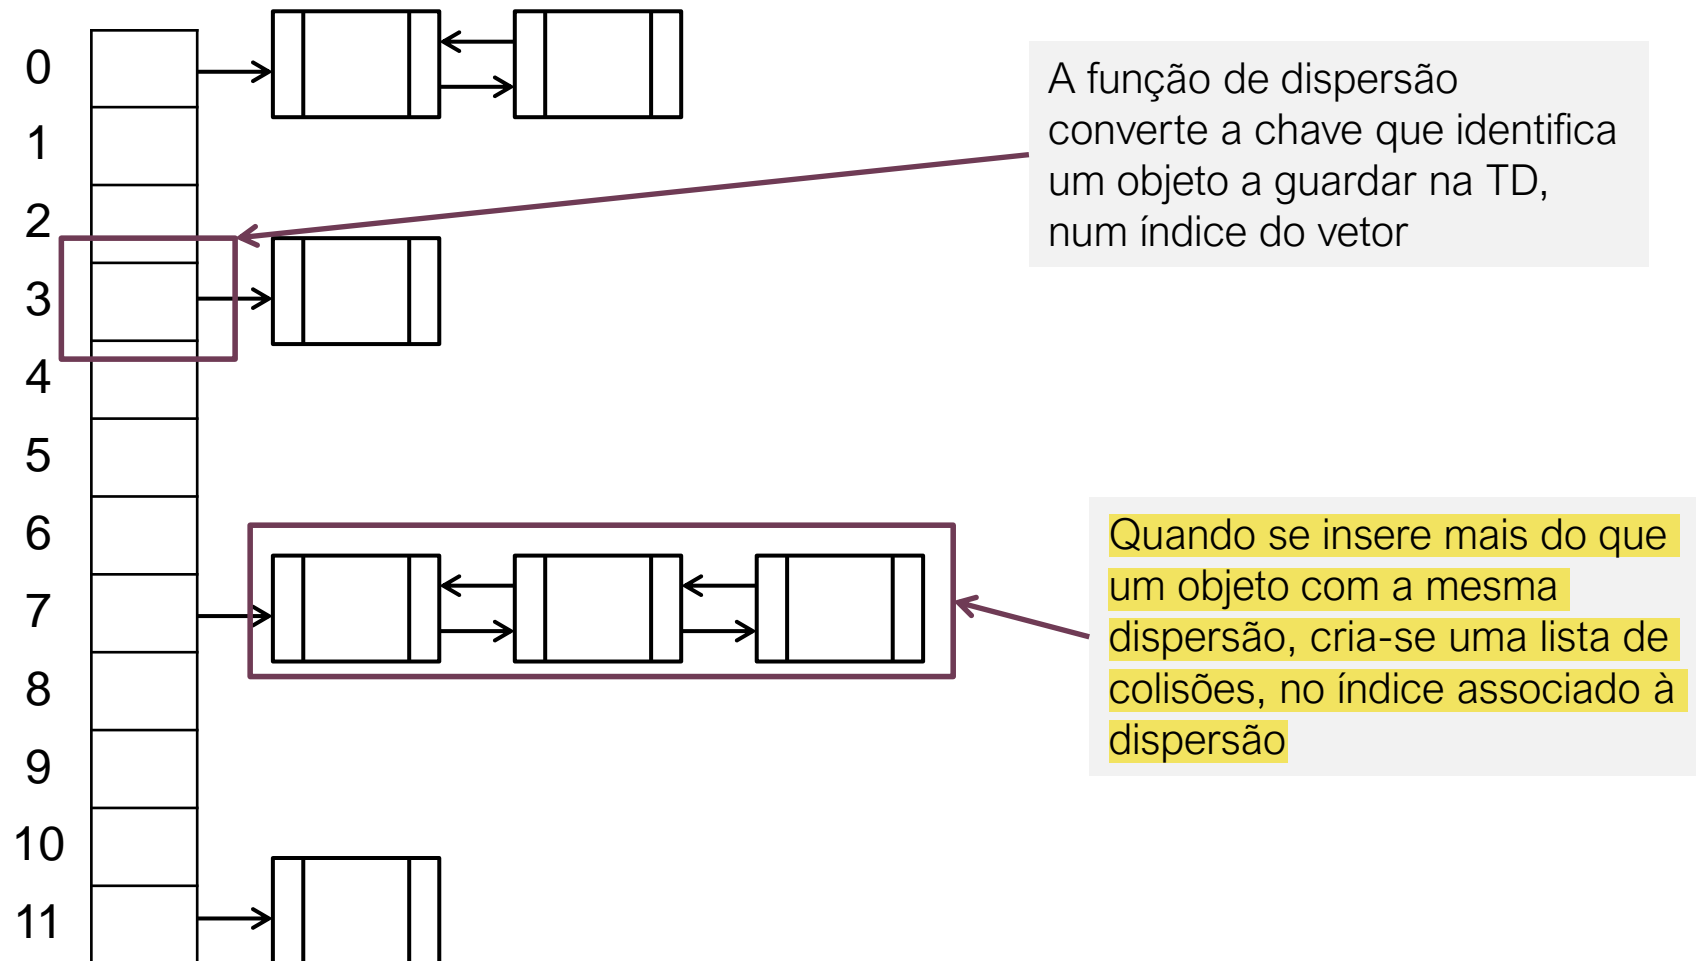 0
1
2
3
4
5
6
7
8
9
10
11
A função de dispersão
converte a chave que identifica
um objeto a guardar na TD,
num índice do vetor
Quando se insere mais do que
um objeto com a mesma
dispersão, cria-se uma lista de
colisões, no índice associado à
dispersão